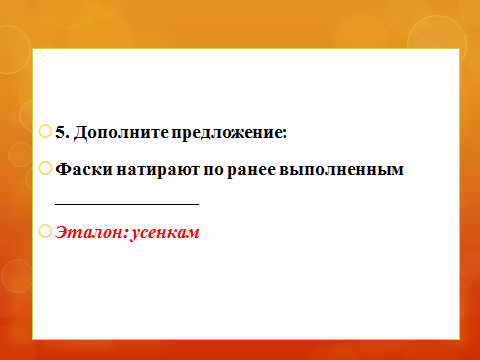 5. Дополните предложение:
Фаски натирают по ранее выполненным
________________
Эталон: усенкам